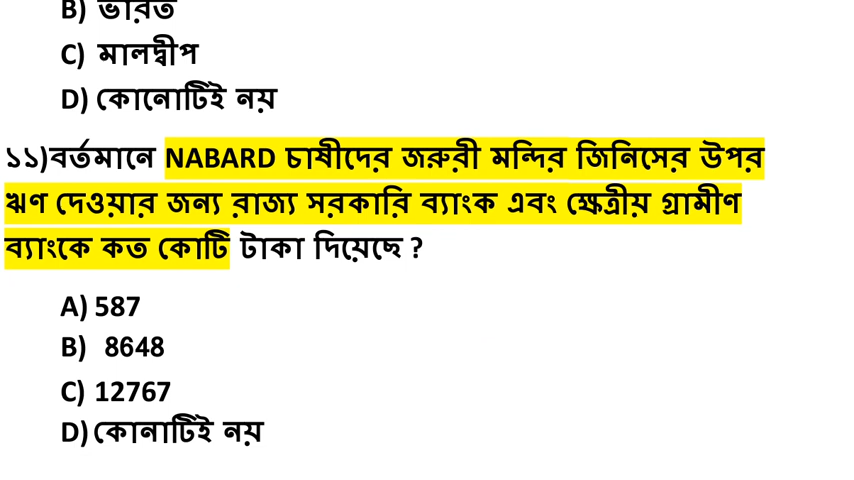 B) ভারত
C) মালদ্বীপ
D) কোনোটিই নয়
১১)বর্তমানে NABARD চাষীদের জরুরী মন্দির জিনিসের উপর
ঋণ দেওয়ার জন্য রাজ্য সরকারি ব্যাংক এবং ক্ষেত্রীয় গ্রামীণ
ব্যাংকে কত কোটি টাকা দিয়েছে ?
A) 587
B) 8648
C) 12767
D) কোনাটিই নয়